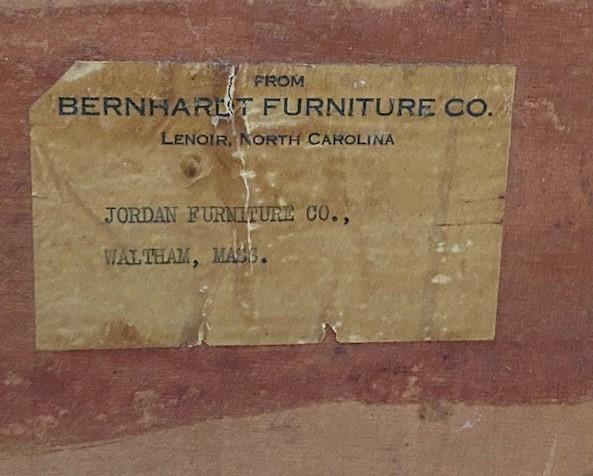 FROM
BERNHARDT FURNITURE CO.
LENOIR, NORTH CAROLINA
JORDAN FURNITURE CO.,
WALTHAM, MASS.